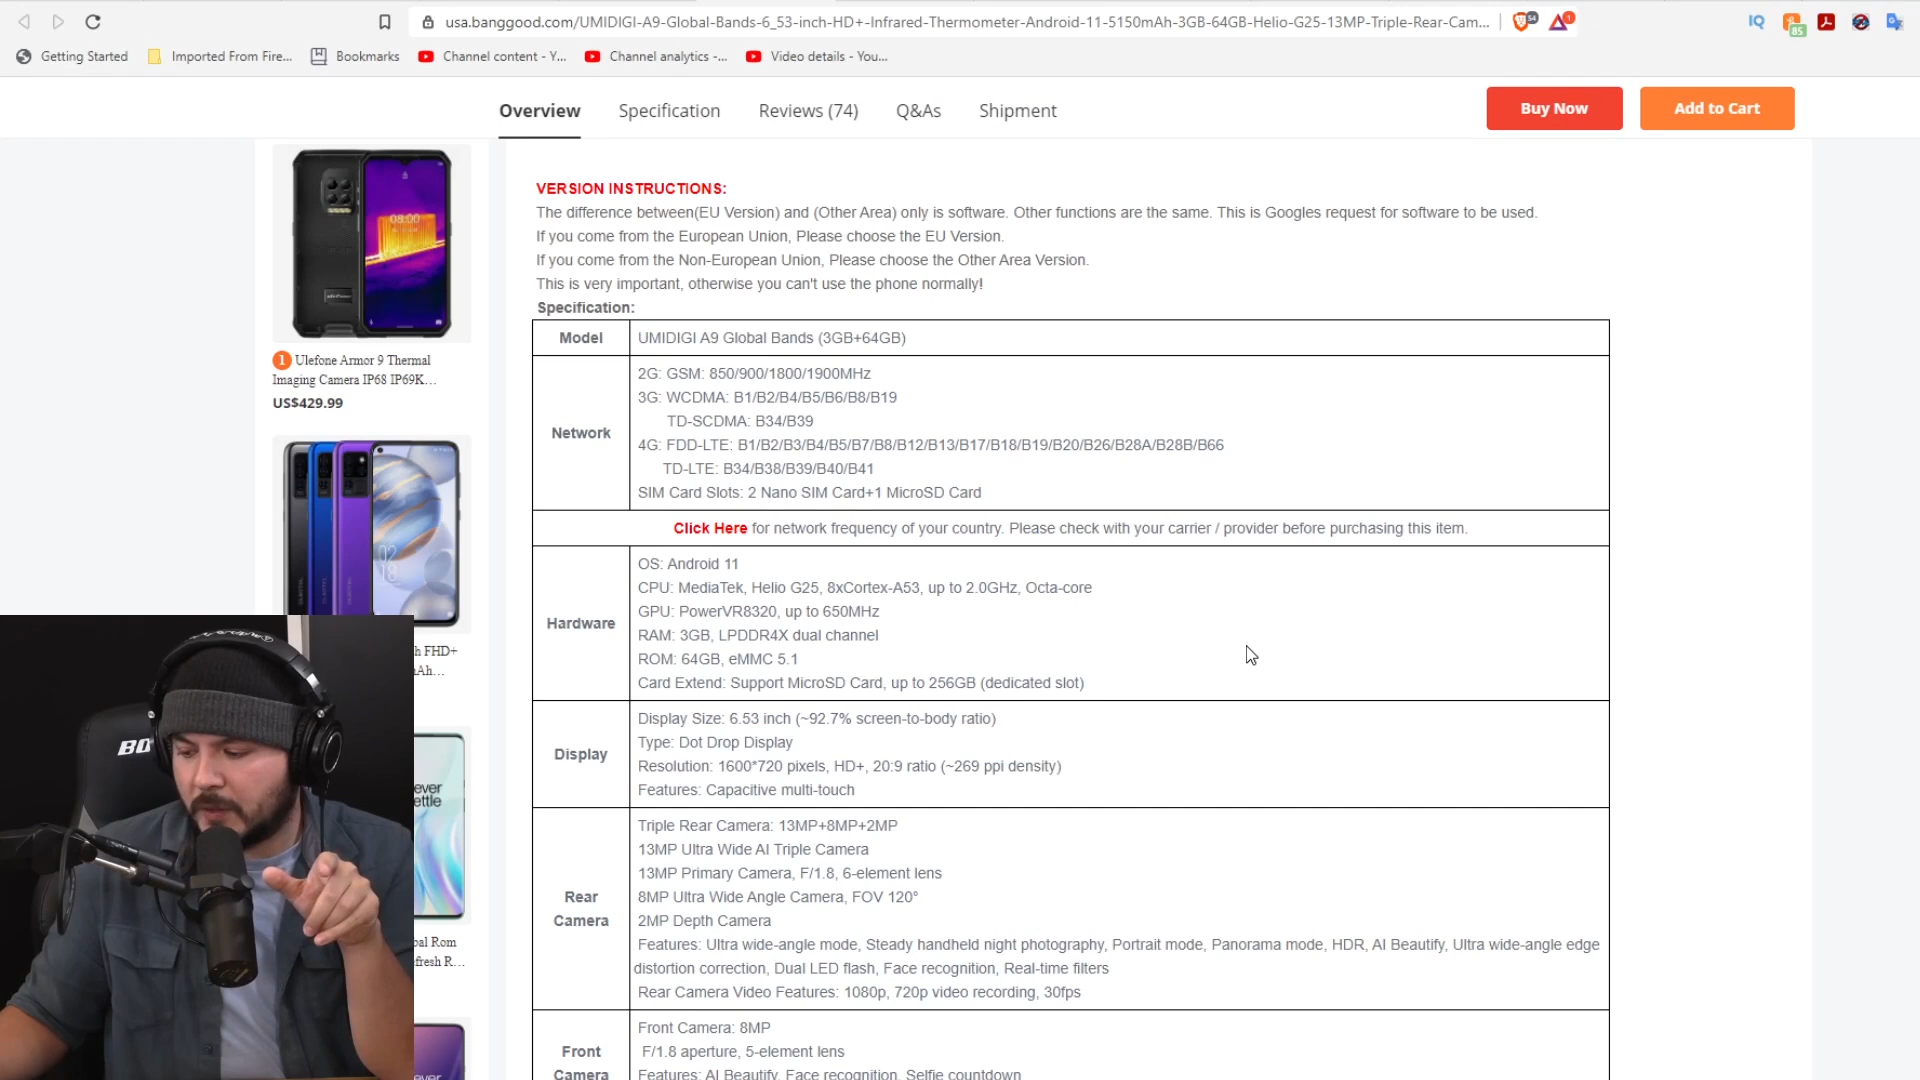 usa.banggood.com/UMIDIGI-A9-Global-Bands-6_53-inch-HD+-Infrared-Thermometer-Android-11-5150mAh-3GB-64GB-Helio-G25-13MP-Triple-Rear-Cam...
54
1
IQ
85
Getting Started
Imported From Fire...
Bookmarks
Channel content - Y...
Channel analytics -...
Video details - You...
Overview
Specification
Reviews (74)
Q&As
Shipment
Buy Now
Add to Cart
08:00
1 Ulefone Armor 9 Thermal
Imaging Camera IP68 IP69K...
US$429.99
h FHD+
Ah...
ever
ettle
bal Rom
efresh R...
VERSION INSTRUCTIONS:
The difference between(EU Version) and (Other Area) only is software. Other functions are the same. This is Googles request for software to be used.
If you come from the European Union, Please choose the EU Version.
If you come from the Non-European Union, Please choose the Other Area Version.
This is very important, otherwise you can't use the phone normally!
Specification:
Model
UMIDIGI A9 Global Bands (3GB+64GB)
Network
2G: GSM: 850/900/1800/1900MHz
3G: WCDMA: B1/B2/B4/B5/B6/B8/B19
TD-SCDMA: B34/B39
4G: FDD-LTE: B1/B2/B3/B4/B5/B7/B8/B12/B13/B17/B18/B19/B20/B26/B28A/B28B/B66
TD-LTE: B34/B38/B39/B40/B41
SIM Card Slots: 2 Nano SIM Card+1 MicroSD Card
Click Here for network frequency of your country. Please check with your carrier / provider before purchasing this item.
Hardware
OS: Android 11
CPU: MediaTek, Helio G25, 8xCortex-A53, up to 2.0GHz, Octa-core
GPU: PowerVR8320, up to 650MHz
RAM: 3GB, LPDDR4X dual channel
ROM: 64GB, eMMC 5.1
Card Extend: Support MicroSD Card, up to 256GB (dedicated slot)
Display
Display Size: 6.53 inch (~92.7% screen-to-body ratio)
Type: Dot Drop Display
Resolution: 1600*720 pixels, HD+, 20:9 ratio (~269 ppi density)
Features: Capacitive multi-touch
Rear
Camera
Triple Rear Camera: 13MP+8MP+2MP
13MP Ultra Wide AI Triple Camera
13MP Primary Camera, F/1.8, 6-element lens
8MP Ultra Wide Angle Camera, FOV 120°
2MP Depth Camera
Features: Ultra wide-angle mode, Steady handheld night photography, Portrait mode, Panorama mode, HDR, AI Beautify, Ultra wide-angle edge
distortion correction, Dual LED flash, Face recognition, Real-time filters
Rear Camera Video Features: 1080p, 720p video recording, 30fps
Front
Camera
Front Camera: 8MP
F/1.8 aperture, 5-element lens
Features: AI Beautify, Face recognition, Selfie countdown